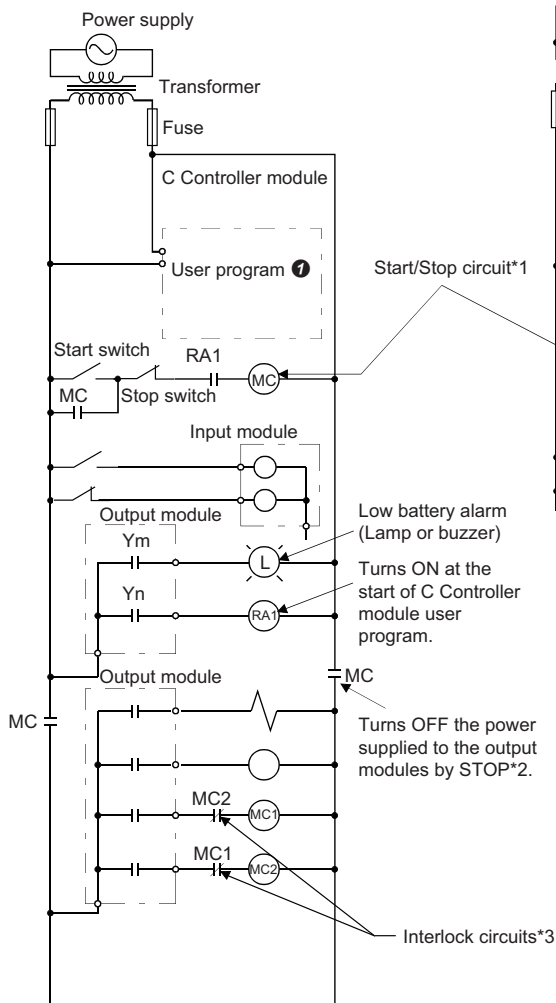 Power supply
Transformer
Fuse
C Controller module
User program ❶
Start/Stop circuit*1
Start switch
RA1
MC
MC
Stop switch
Input module
Output module
Low battery alarm
(Lamp or buzzer)
Ym
L
Turns ON at the
start of C Controller
module user
program.
Yn
RA1
Output module
MC
MC
Turns OFF the power
supplied to the output
modules by STOP*2.
MC2
MC1
MC1
MC2
Interlock circuits*3